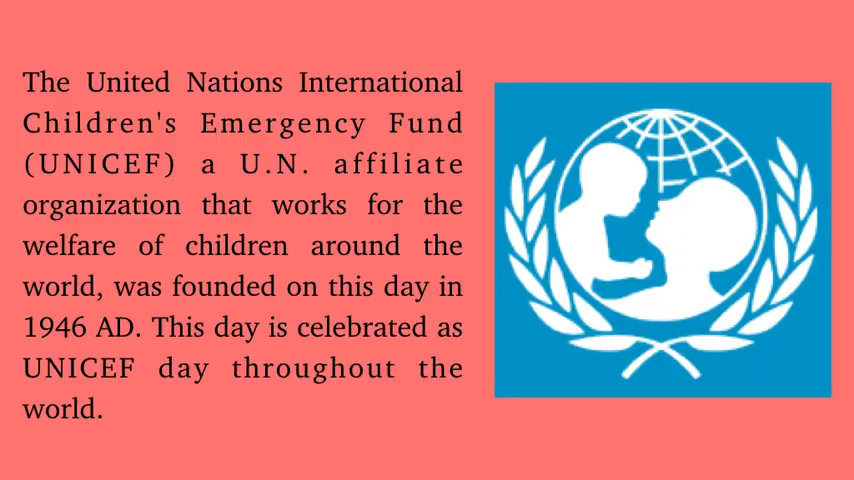 The United Nations International
Children's Emergency Fund
(UNICEF) a U.N. affiliate
organization that works for the
welfare of children around the
world, was founded on this day in
1946 AD. This day is celebrated as
UNICEF day throughout the
world.